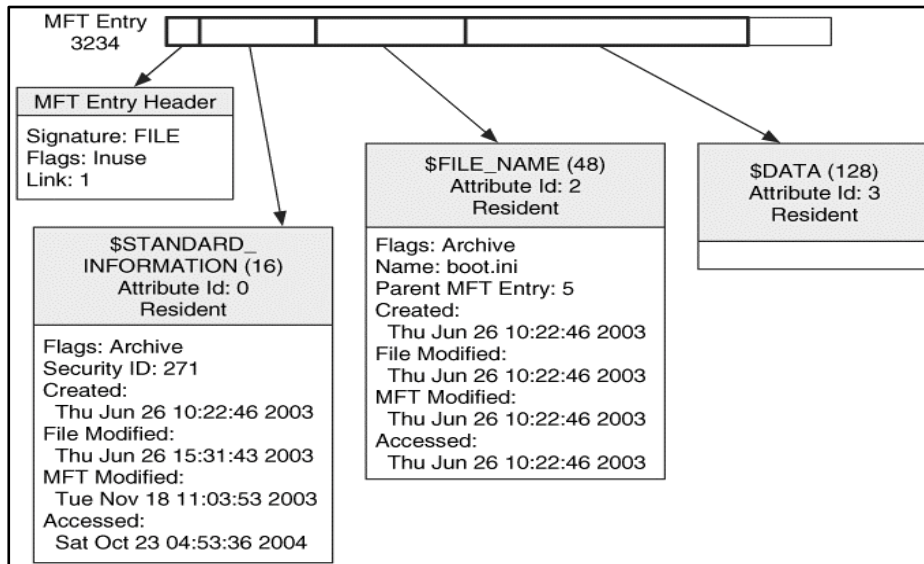 MFT Entry
3234
MFT Entry Header
Signature: FILE
Flags: Inuse
Link: 1
$STANDARD_
INFORMATION (16)
Attribute Id: 0
Resident
Flags: Archive
Security ID: 271
Created:
Thu Jun 26 10:22:46 2003
File Modified:
Thu Jun 26 15:31:43 2003
MFT Modified:
Tue Nov 18 11:03:53 2003
Accessed:
Sat Oct 23 04:53:36 2004
$FILE_NAME (48)
Attribute Id: 2
Resident
Flags: Archive
Name: boot.ini
Parent MFT Entry: 5
Created:
Thu Jun 26 10:22:46 2003
File Modified:
Thu Jun 26 10:22:46 2003
MFT Modified:
Thu Jun 26 10:22:46 2003
Accessed:
Thu Jun 26 10:22:46 2003
$DATA (128)
Attribute Id: 3
Resident